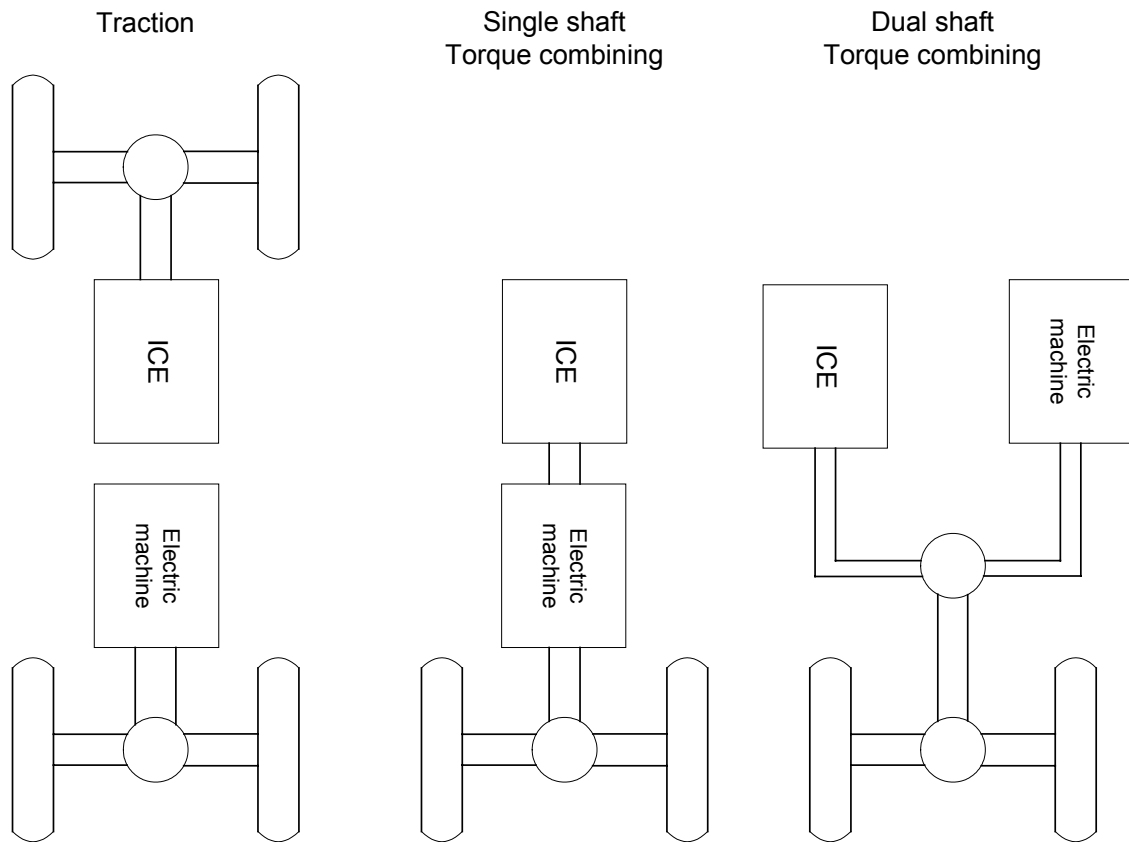 Traction
Single shaft
Torque combining
Dual shaft
Torque combining
ICE
Electric
machine
ICE
Electric
machine
ICE
Electric
machine